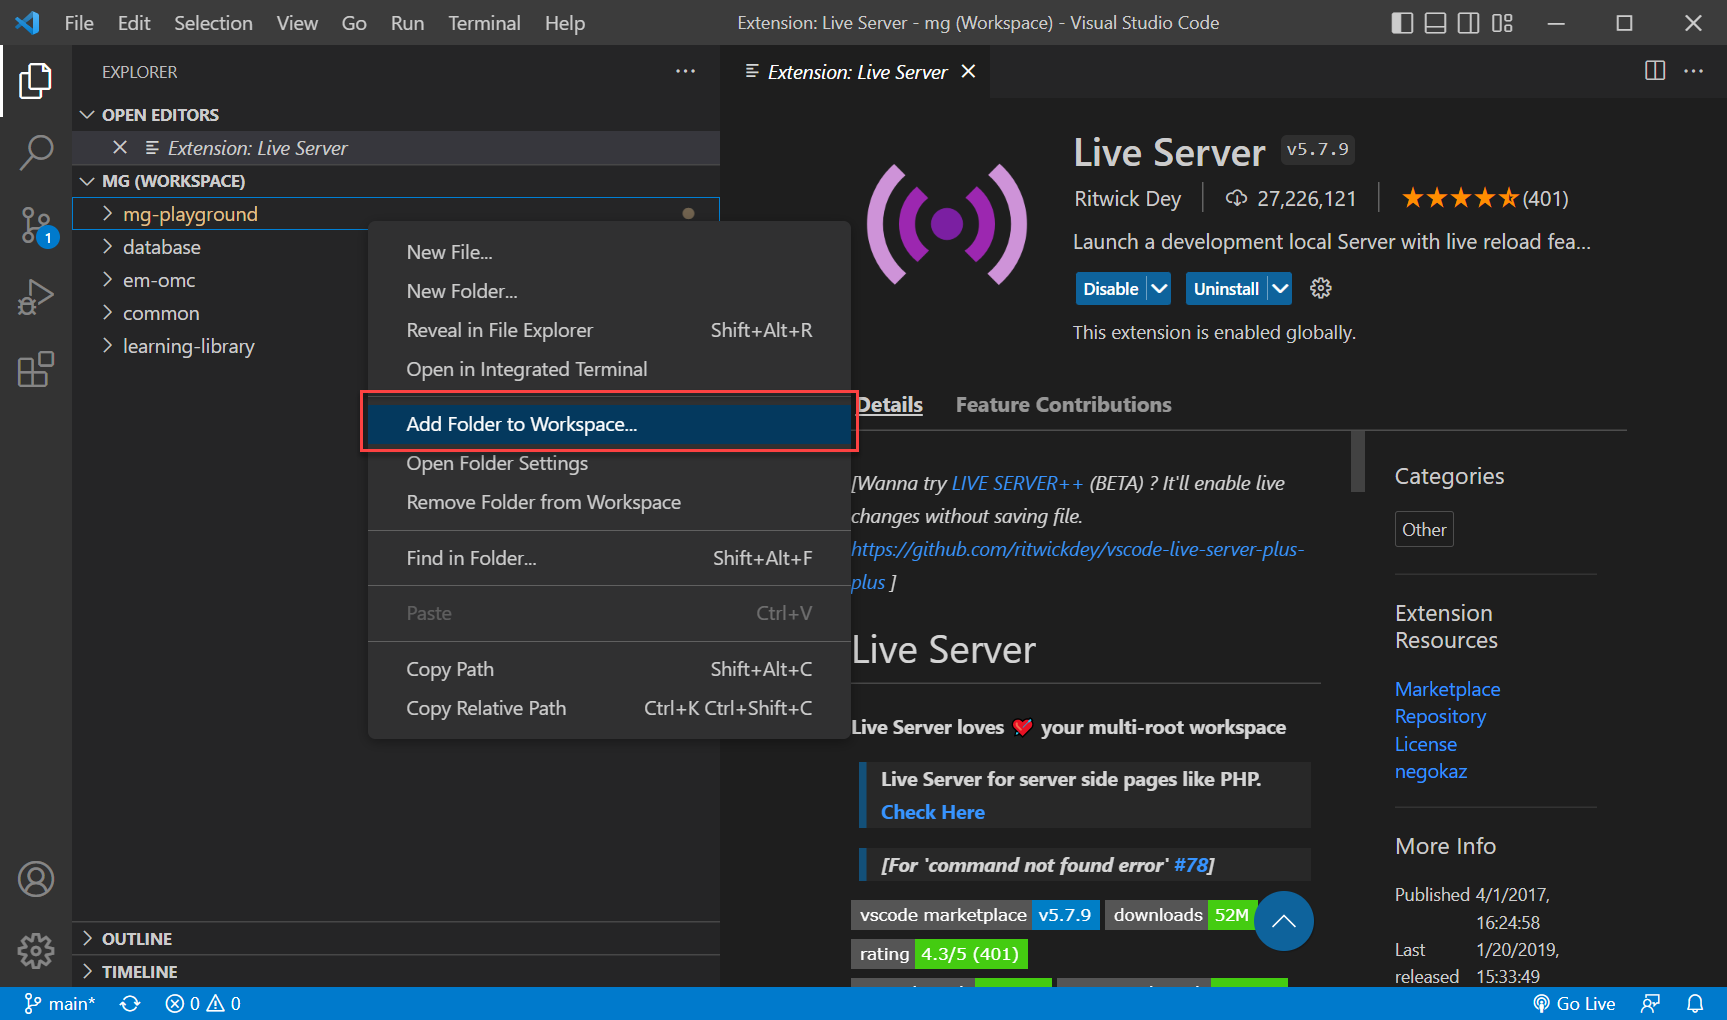 File Edit Selection View Go Run Terminal Help
Extension: Live Server - mg (Workspace) - Visual Studio Code
EXPLORER
OPEN EDITORS
Extension: Live Server
MG (WORKSPACE)
mg-playground
database
em-omc
common
learning-library
1
New File...
New Folder...
Reveal in File Explorer Shift+Alt+R
Open in Integrated Terminal
Add Folder to Workspace...
Open Folder Settings
Remove Folder from Workspace
Find in Folder... Shift+Alt+F
Paste Ctrl+V
Copy Path Shift+Alt+C
Copy Relative Path Ctrl+K Ctrl+Shift+C
OUTLINE
TIMELINE
Extension: Live Server
Live Server v5.7.9
Ritwick Dey 27,226,121 (401)
Launch a development local Server with live reload fea...
Disable Uninstall
This extension is enabled globally.
Details Feature Contributions
[Wanna try LIVE SERVER++ (BETA) ? It'll enable live
changes without saving file.
https://github.com/ritwickdey/vscode-live-server-plus-
plus ]
Live Server
Live Server loves your multi-root workspace
Live Server for server side pages like PHP.
Check Here
[For 'command not found error' #78]
vscode marketplace v5.7.9 downloads 52M
rating 4.3/5 (401)
Categories
Other
Extension
Resources
Marketplace
Repository
License
negokaz
More Info
Published 4/1/2017,
16:24:58
Last 1/20/2019,
released 15:33:49
main* 0 0 Go Live